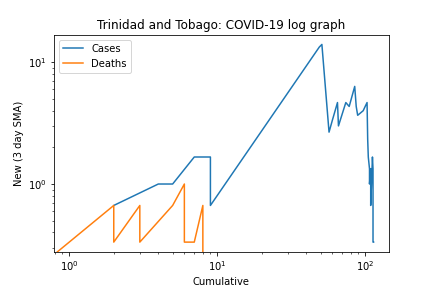 Trinidad and Tobago: COVID-19 log graph
Cases
Deaths
New (3 day SMA)
10¹
10⁰
10⁰
10¹
10²
Cumulative